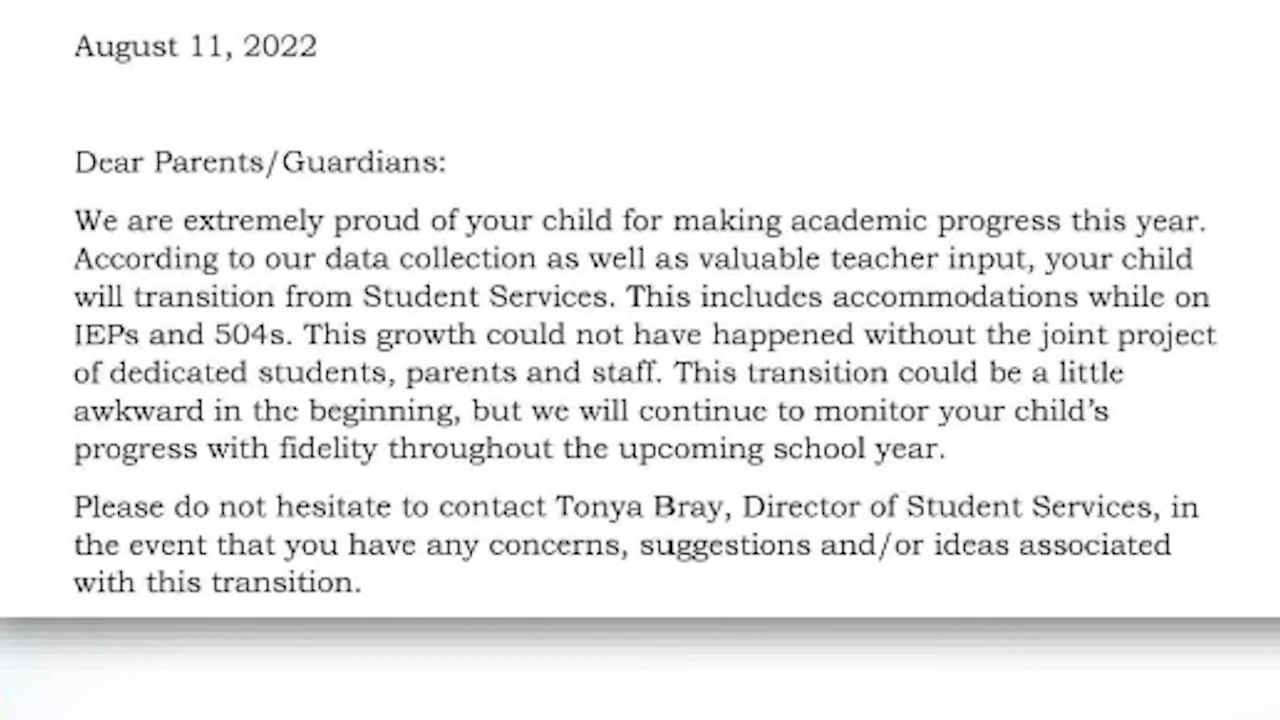 August 11, 2022
Dear Parents/Guardians:
We are extremely proud of your child for making academic progress this year.
According to our data collection as well as valuable teacher input, your child
will transition from Student Services. This includes accommodations while on
IEPs and 504s. This growth could not have happened without the joint project
of dedicated students, parents and staff. This transition could be a little
awkward in the beginning, but we will continue to monitor your child's
progress with fidelity throughout the upcoming school year.
Please do not hesitate to contact Tonya Bray, Director of Student Services, in
the event that you have any concerns, suggestions and/or ideas associated
with this transition.